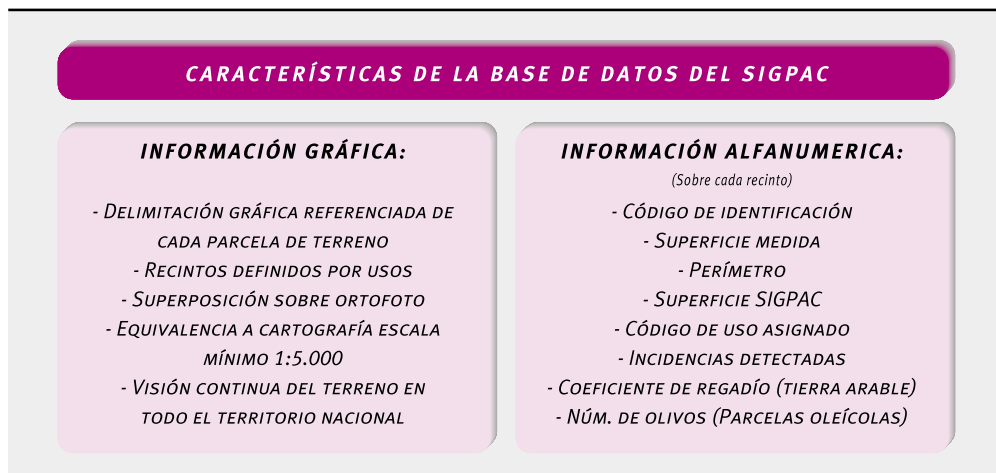 CARACTERÍSTICAS DE LA BASE DE DATOS DEL SIGPAC
INFORMACIÓN GRÁFICA:
- DELIMITACIÓN GRÁFICA REFERENCIADA DE
CADA PARCELA DE TERRENO
- RECINTOS DEFINIDOS POR USOS
- SUPERPOSICIÓN SOBRE ORTOFOTO
- EQUIVALENCIA A CARTOGRAFÍA ESCALA
MÍNIMO 1:5.000
- VISIÓN CONTINUA DEL TERRENO EN
TODO EL TERRITORIO NACIONAL
INFORMACIÓN ALFANUMERICA:
(Sobre cada recinto)
- CÓDIGO DE IDENTIFICACIÓN
- SUPERFICIE MEDIDA
- PERÍMETRO
- SUPERFICIE SIGPAC
- CÓDIGO DE USO ASIGNADO
- INCIDENCIAS DETECTADAS
- COEFICIENTE DE REGADÍO (TIERRA ARABLE)
- NÚM. DE OLIVOS (PARCELAS OLEÍCOLAS)